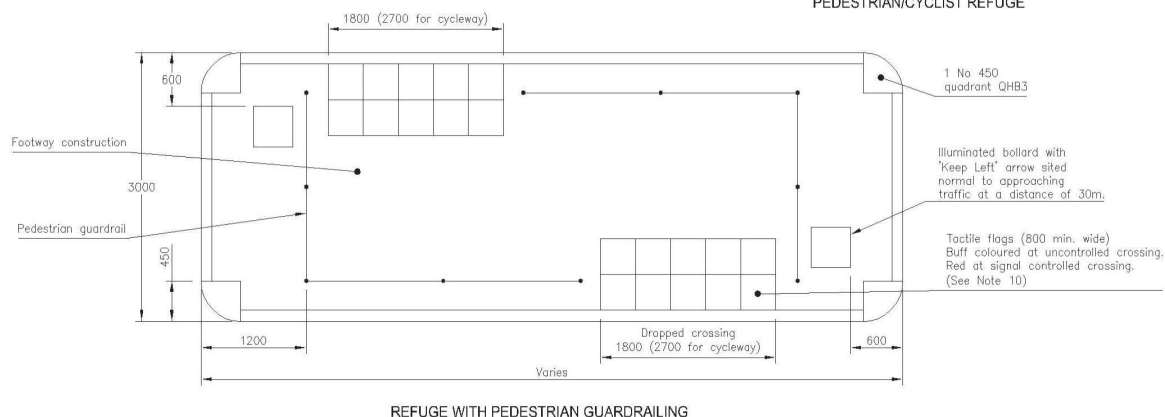 PEDESTRIAN/CYCLIST REFUGE
1800 (2700 for cycleway)
600
1 No 450
quadrant QHB3
Footway construction
Illuminated bollard with
'Keep Left' arrow sited
normal to approaching
traffic at a distance of 30m.
3000
Pedestrian guardrail
Tactile flags (800 min. wide)
Buff coloured at uncontrolled crossing.
Red at signal controlled crossing.
(See Note 10)
450
Dropped crossing
1800 (2700 for cycleway)
1200
600
Varies
REFUGE WITH PEDESTRIAN GUARDRAILING